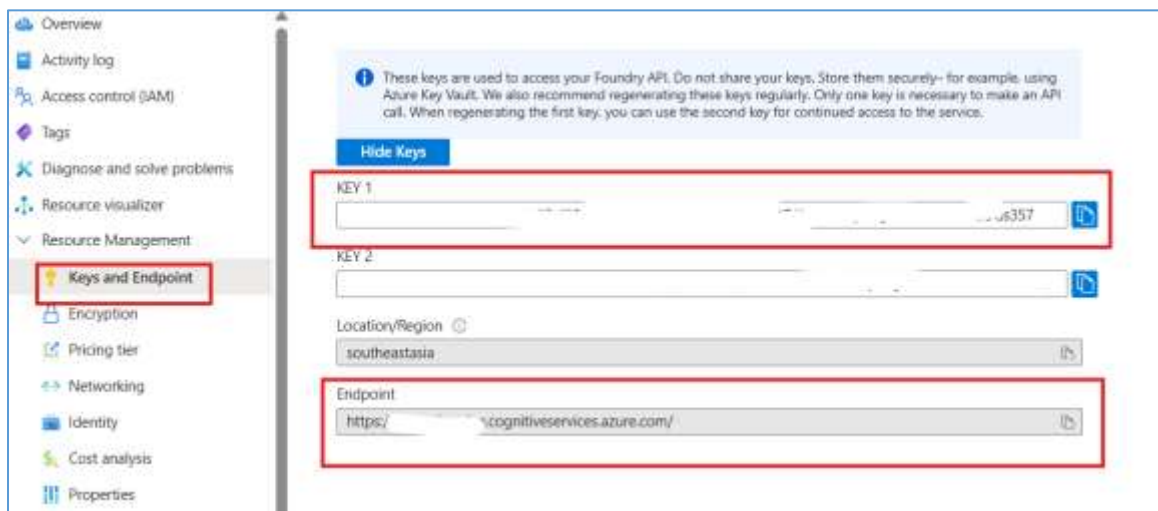 Overview
Activity log
Access control (IAM)
Tags
Diagnose and solve problems
Resource visualizer
Resource Management
Keys and Endpoint
Encryption
Pricing tier
Networking
Identity
Cost analysis
Properties
These keys are used to access your Foundry API. Do not share your keys. Store them securely– for example, using
Azure Key Vault. We also recommend regenerating these keys regularly. Only one key is necessary to make an API
call. When regenerating the first key, you can use the second key for continued access to the service.
Hide Keys
KEY 1
s357
KEY 2
Location/Region
southeastasia
Endpoint
https:/ cognitiveservices.azure.com/